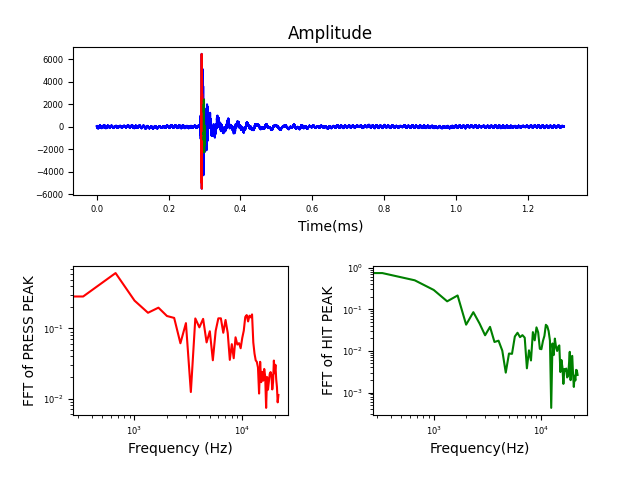 Amplitude
6000
4000
2000
0
−2000
−4000
−6000
0.0 0.2 0.4 0.6 0.8 1.0 1.2
Time(ms)
FFT of PRESS PEAK
10⁻¹
10⁻²
10³ 10⁴
Frequency (Hz)
FFT of HIT PEAK
10⁰
10⁻¹
10⁻²
10⁻³
10³ 10⁴
Frequency(Hz)